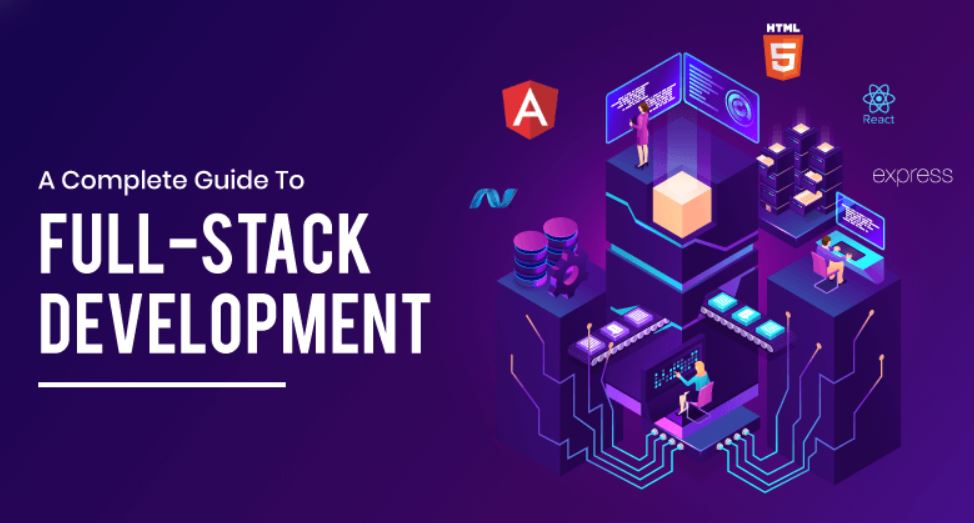 A Complete Guide To
FULL-STACK
DEVELOPMENT
A
HTML
5
React
express